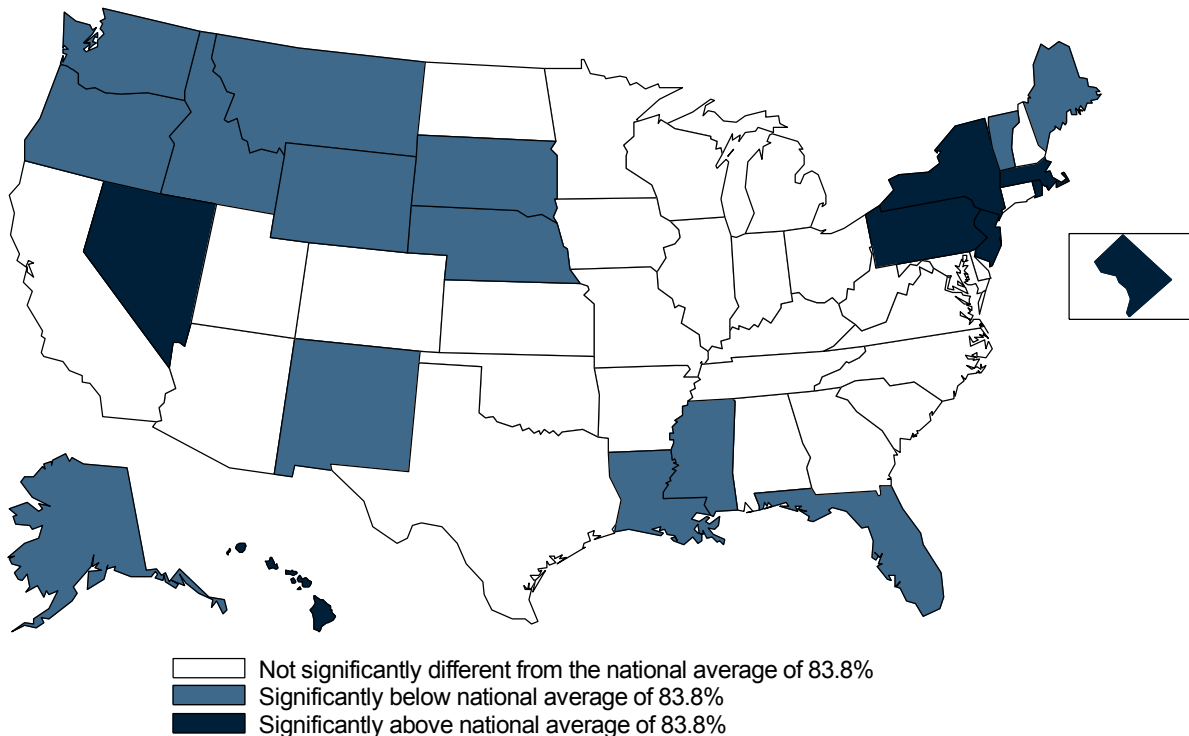 Not significantly different from the national average of 83.8%
Significantly below national average of 83.8%
Significantly above national average of 83.8%